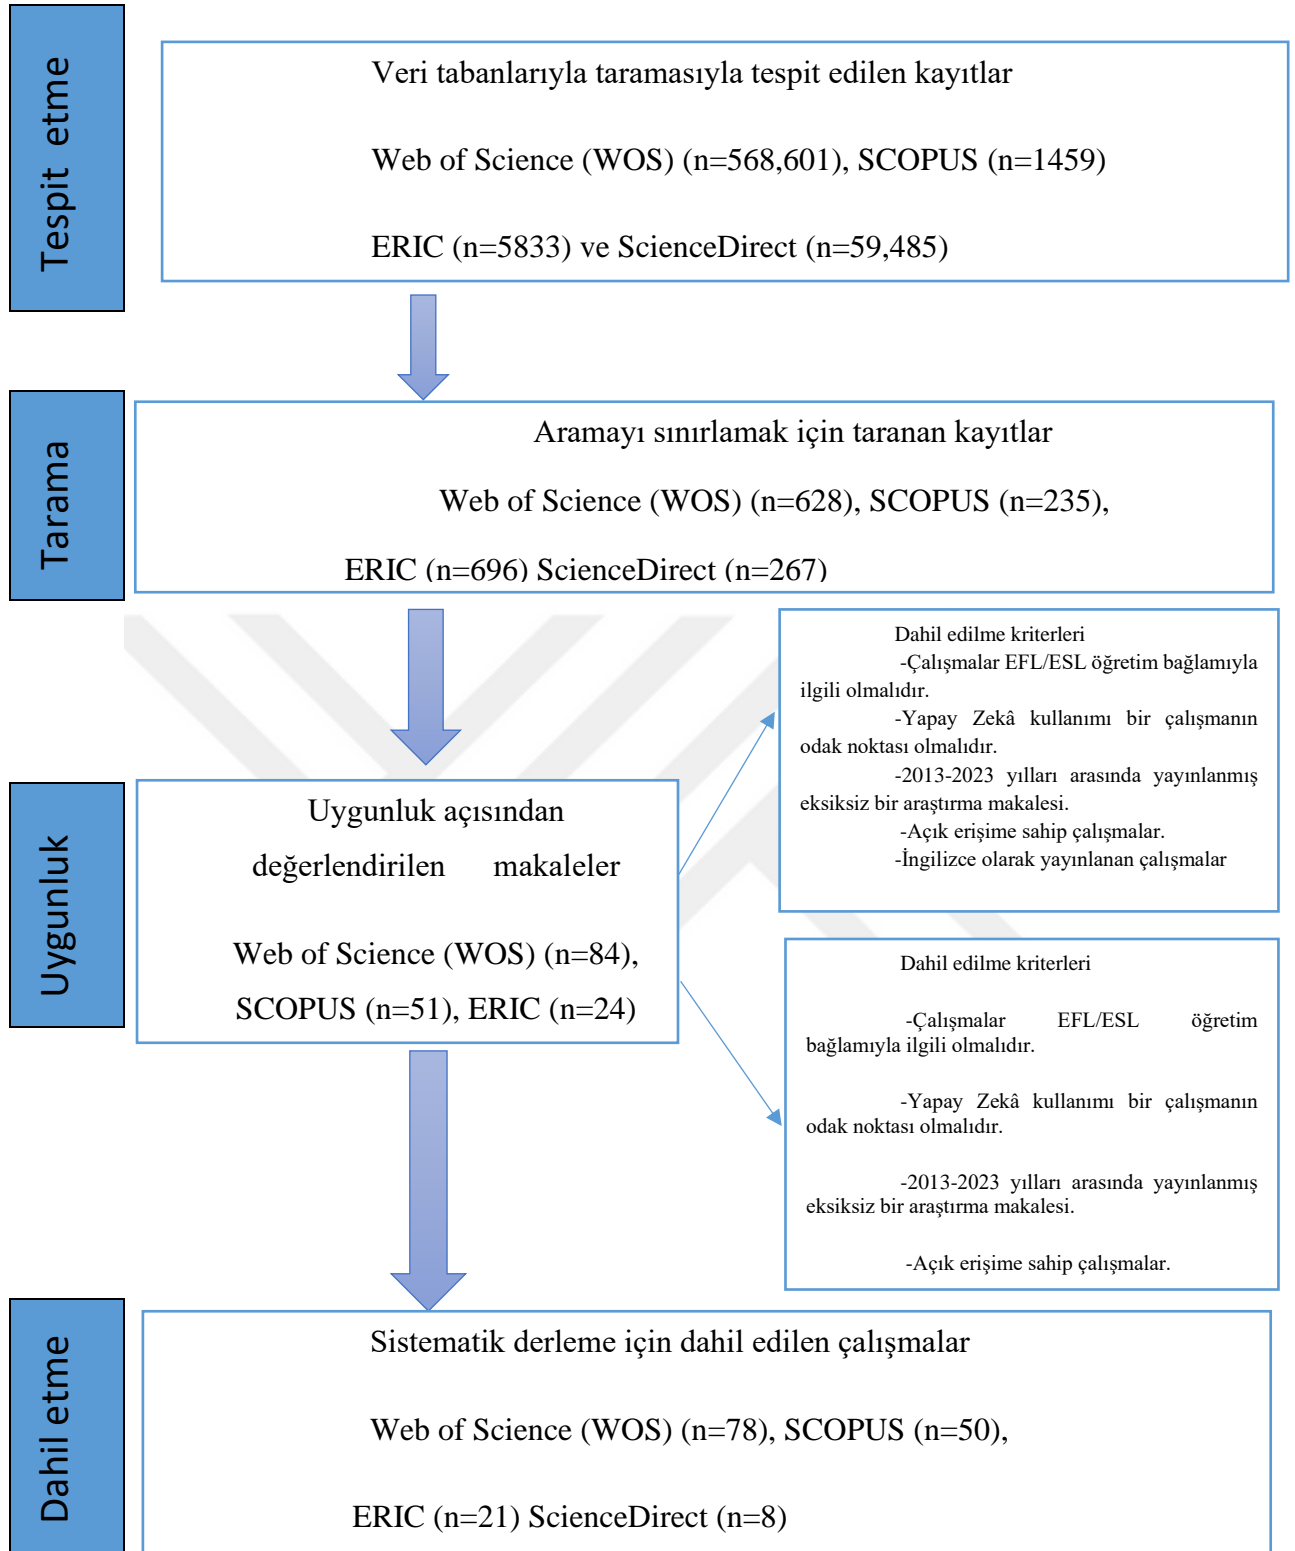 Tespit etme
Veri tabanlarıyla taramasıyla tespit edilen kayıtlar
Web of Science (WOS) (n=568,601), SCOPUS (n=1459)
ERIC (n=5833) ve ScienceDirect (n=59,485)
Tarama
Aramayı sınırlamak için taranan kayıtlar
Web of Science (WOS) (n=628), SCOPUS (n=235),
ERIC (n=696) ScienceDirect (n=267)
Uygunluk
Uygunluk açısından
değerlendirilen makaleler
Web of Science (WOS) (n=84),
SCOPUS (n=51), ERIC (n=24)
Dahil edilme kriterleri
-Çalışmalar EFL/ESL öğretim bağlamıyla
ilgili olmalıdır.
-Yapay Zekâ kullanımı bir çalışmanın
odak noktası olmalıdır.
-2013-2023 yılları arasında yayınlanmış
eksiksiz bir araştırma makalesi.
-Açık erişime sahip çalışmalar.
-İngilizce olarak yayınlanan çalışmalar
Dahil edilme kriterleri
-Çalışmalar EFL/ESL öğretim
bağlamıyla ilgili olmalıdır.
-Yapay Zekâ kullanımı bir çalışmanın
odak noktası olmalıdır.
-2013-2023 yılları arasında yayınlanmış
eksiksiz bir araştırma makalesi.
-Açık erişime sahip çalışmalar.
Dahil etme
Sistematik derleme için dahil edilen çalışmalar
Web of Science (WOS) (n=78), SCOPUS (n=50),
ERIC (n=21) ScienceDirect (n=8)